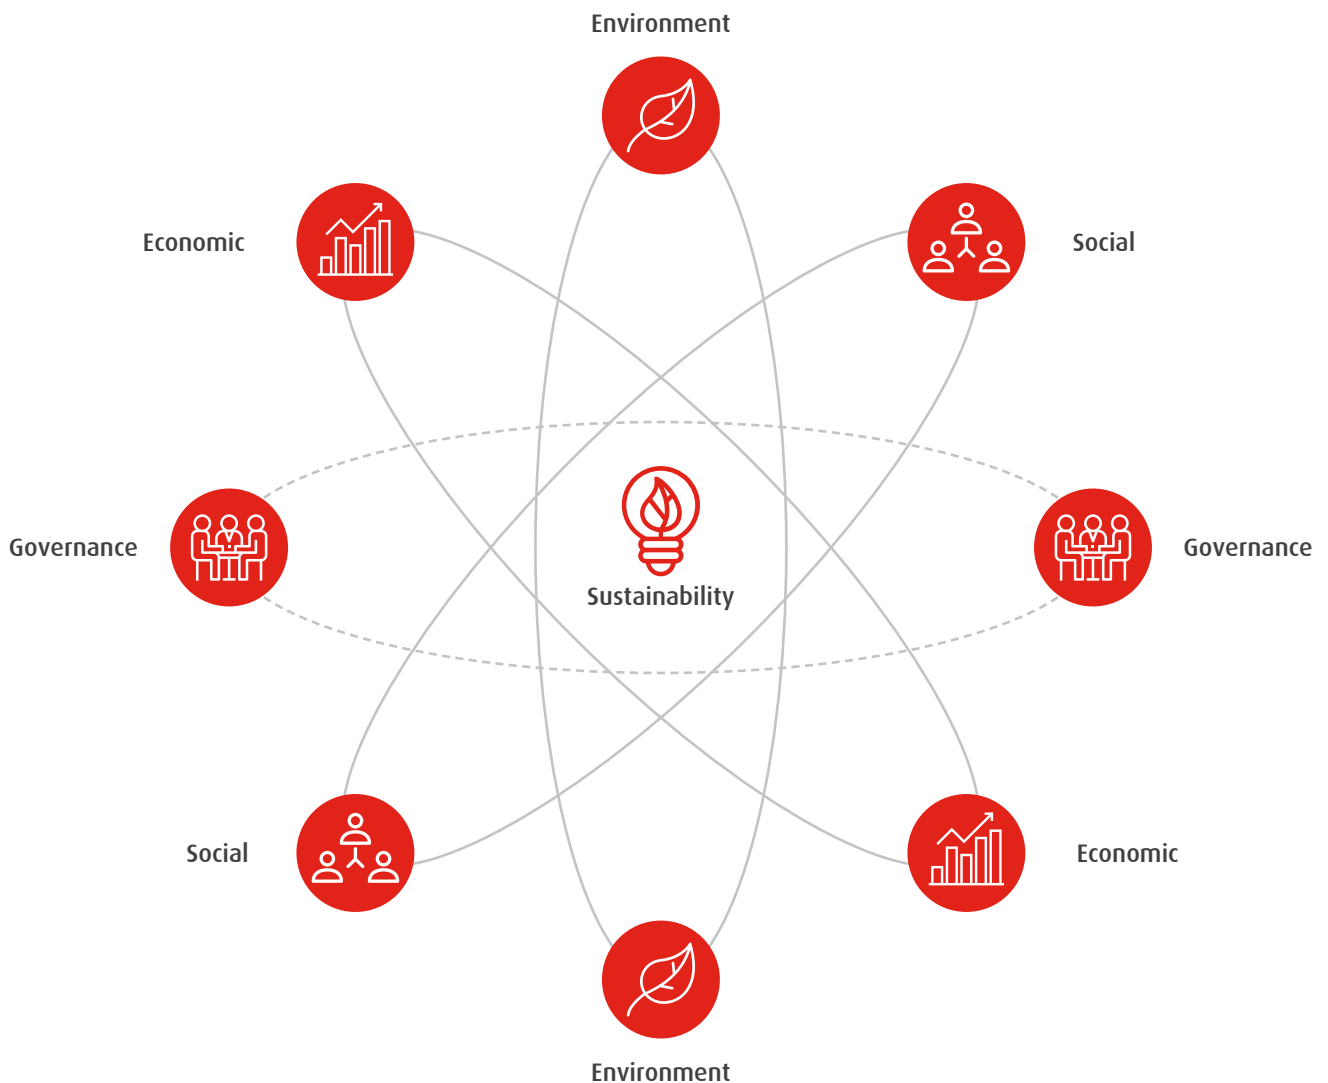 Environment
Economic
Social
Governance
Sustainability
Governance
Social
Economic
Environment